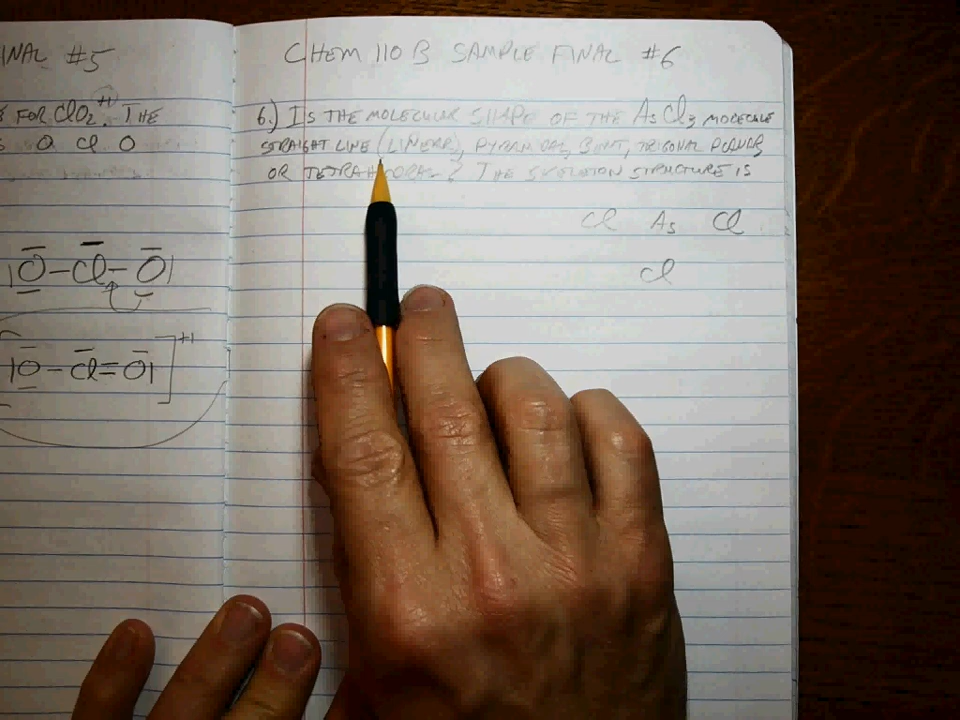 INAL #5
FOR ClO2+1. THE
S O Cl O
|O-Cl-O|
|O-Cl=O|]+1
CHEM 110B SAMPLE FINAL #6
6.) IS THE MOLECULAR SHAPE OF THE AsCl3 MOLECULE
STRAIGHT LINE (LINEAR), PYRAMIDAL, BENT, TRIGONAL PLANAR,
OR TETRAHEDRAL? THE SKELETON STRUCTURE IS
Cl As Cl
Cl